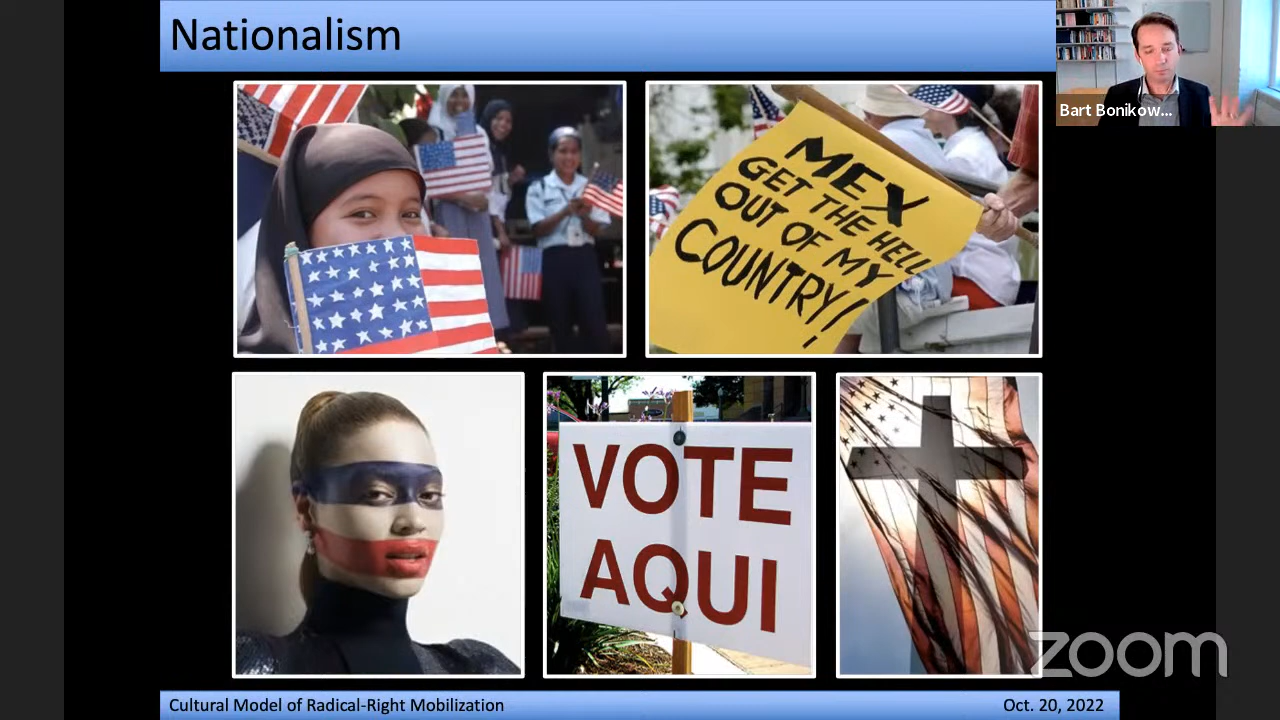 Nationalism
Bart Bonikow...
MEX
GET THE HELL
OUT OF MY
COUNTRY!
VOTE
AQUI
zoom
Cultural Model of Radical-Right Mobilization
Oct. 20, 2022